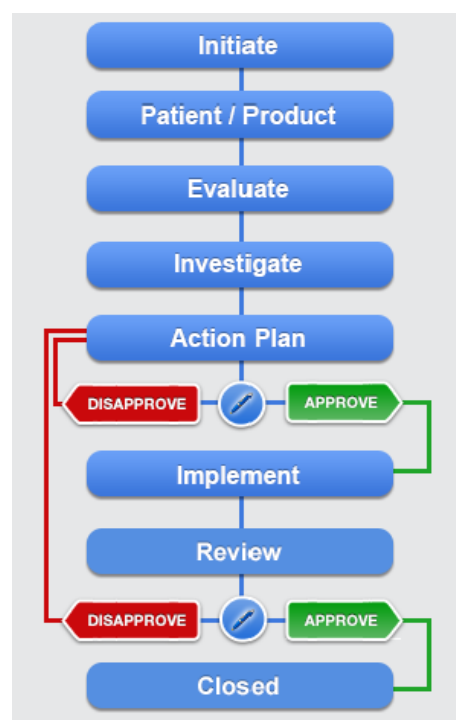 Initiate
Patient / Product
Evaluate
Investigate
Action Plan
DISAPPROVE
APPROVE
Implement
Review
DISAPPROVE
APPROVE
Closed